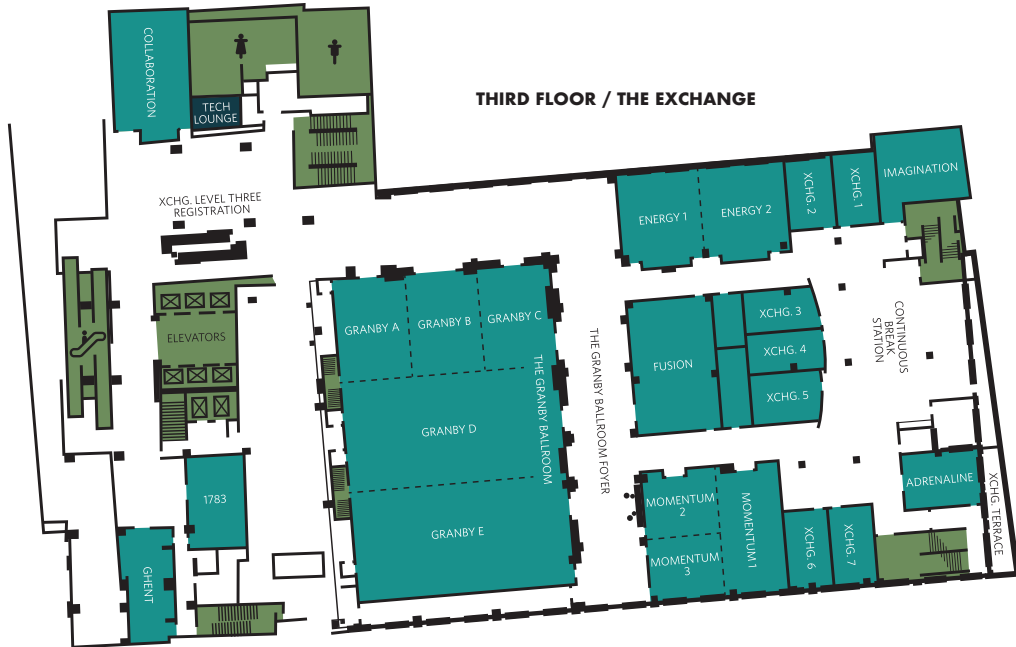 COLLABORATION
TECH
LOUNGE
THIRD FLOOR / THE EXCHANGE
XCHG. LEVEL THREE
REGISTRATION
ENERGY 1
ENERGY 2
XCHG. 2
XCHG. 1
IMAGINATION
ELEVATORS
GRANBY A
GRANBY B
GRANBY C
THE GRANBY BALLROOM
GRANBY D
GRANBY E
THE GRANBY BALLROOM FOYER
FUSION
XCHG. 3
XCHG. 4
XCHG. 5
CONTINUOUS
BREAK
STATION
1783
GHENT
MOMENTUM
2
MOMENTUM
3
MOMENTUM 1
XCHG. 6
XCHG. 7
ADRENALINE
XCHG. TERRACE